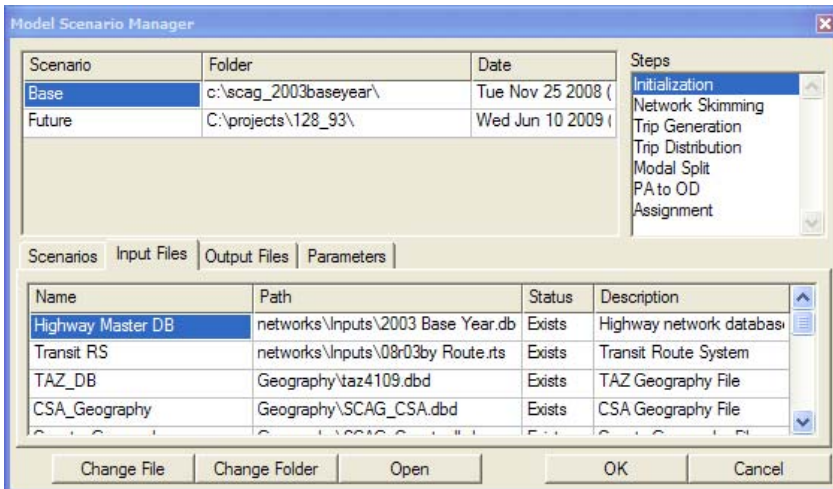 Model Scenario Manager
Scenario Folder Date
Base c:\scag_2003baseyear\ Tue Nov 25 2008 (
Future C:\projects\128_93\ Wed Jun 10 2009 (
Steps
Initialization
Network Skimming
Trip Generation
Trip Distribution
Modal Split
PA to OD
Assignment
Scenarios Input Files Output Files Parameters
Name Path Status Description
Highway Master DB networks\Inputs\2003 Base Year.db Exists Highway network databas
Transit RS networks\Inputs\08r03by Route.rts Exists Transit Route System
TAZ_DB Geography\taz4109.dbd Exists TAZ Geography File
CSA_Geography Geography\SCAG_CSA.dbd Exists CSA Geography File
Change File Change Folder Open OK Cancel